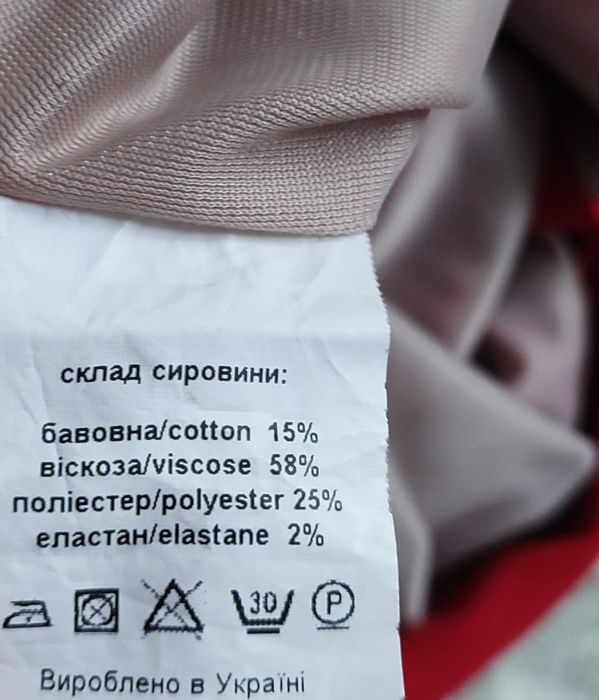 склад сировини:
бавовна/cotton 15%
віскоза/viscose 58%
поліестер/polyester 25%
еластан/elastane 2%
30 P
Вироблено в Україні